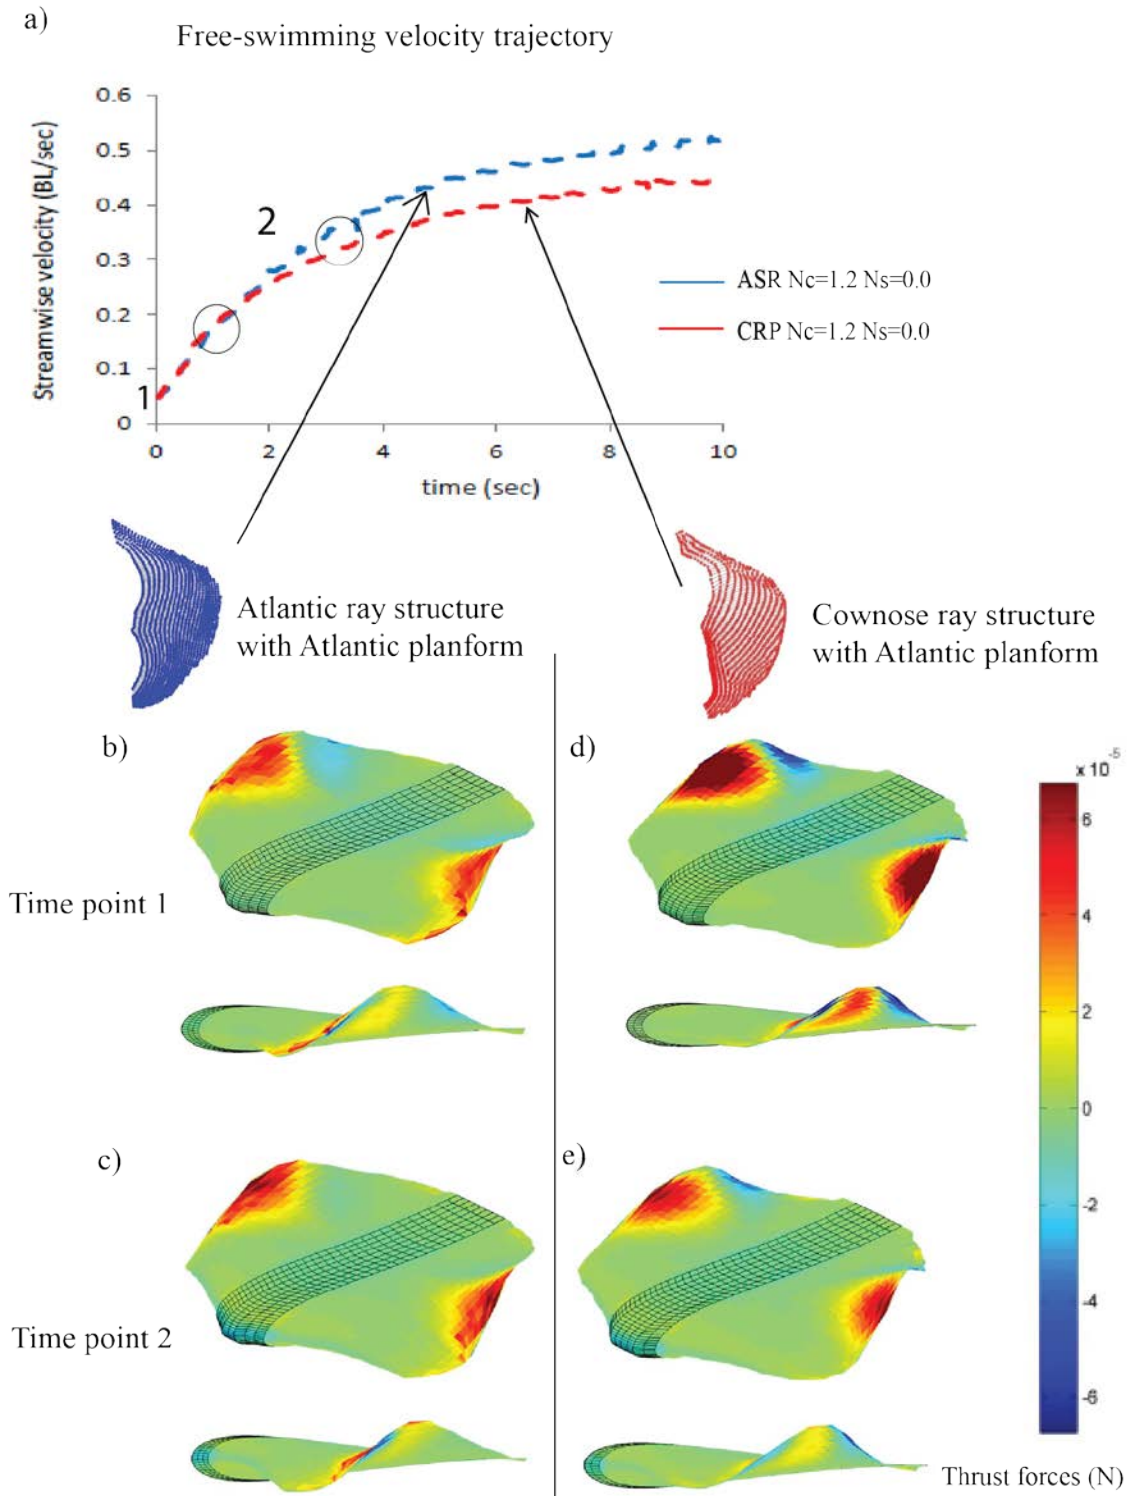 a)
Free-swimming velocity trajectory
Streamwise velocity (BL/sec)
0.6
0.5
0.4
0.3
0.2
0.1
0
1
2
0 2 4 6 8 10
time (sec)
ASR Nc=1.2 Ns=0.0
CRP Nc=1.2 Ns=0.0
Atlantic ray structure
with Atlantic planform
Cownose ray structure
with Atlantic planform
b)
d)
Time point 1
c)
e)
Time point 2
x 10^-5
6
4
2
0
-2
-4
-6
Thrust forces (N)